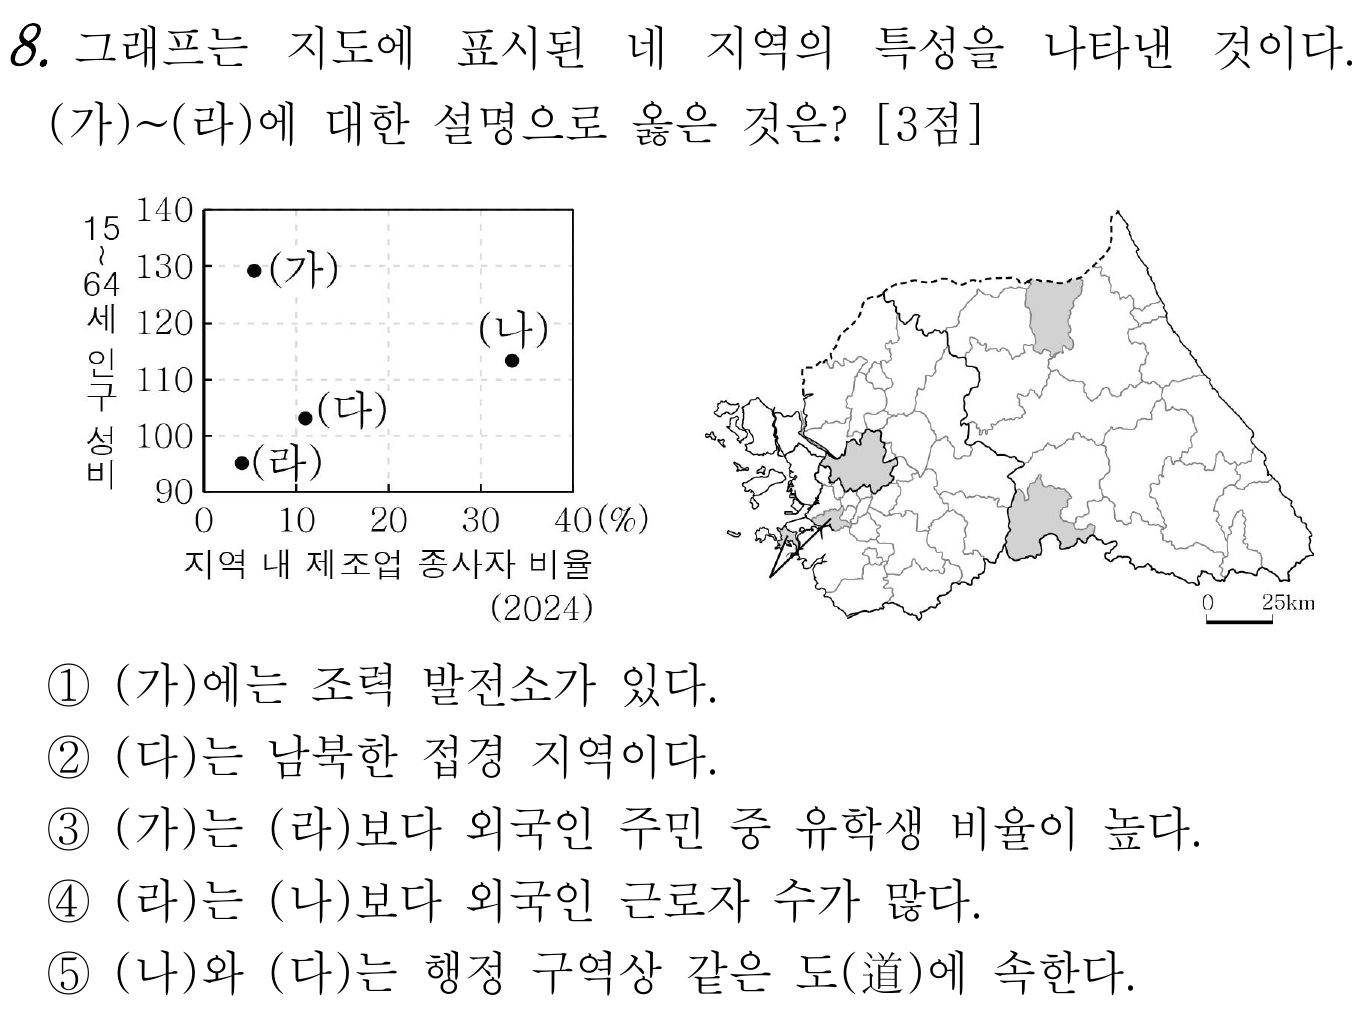 8. 그래프는 지도에 표시된 네 지역의 특성을 나타낸 것이다.
(가)~(라)에 대한 설명으로 옳은 것은? [3점]
15~64세 인구 성비
140
130
120
110
100
90
(가)
(나)
(다)
(라)
0 10 20 30 40(%)
지역 내 제조업 종사자 비율
(2024)
0 25km
① (가)에는 조력 발전소가 있다.
② (다)는 남북한 접경 지역이다.
③ (가)는 (라)보다 외국인 주민 중 유학생 비율이 높다.
④ (라)는 (나)보다 외국인 근로자 수가 많다.
⑤ (나)와 (다)는 행정 구역상 같은 도(道)에 속한다.